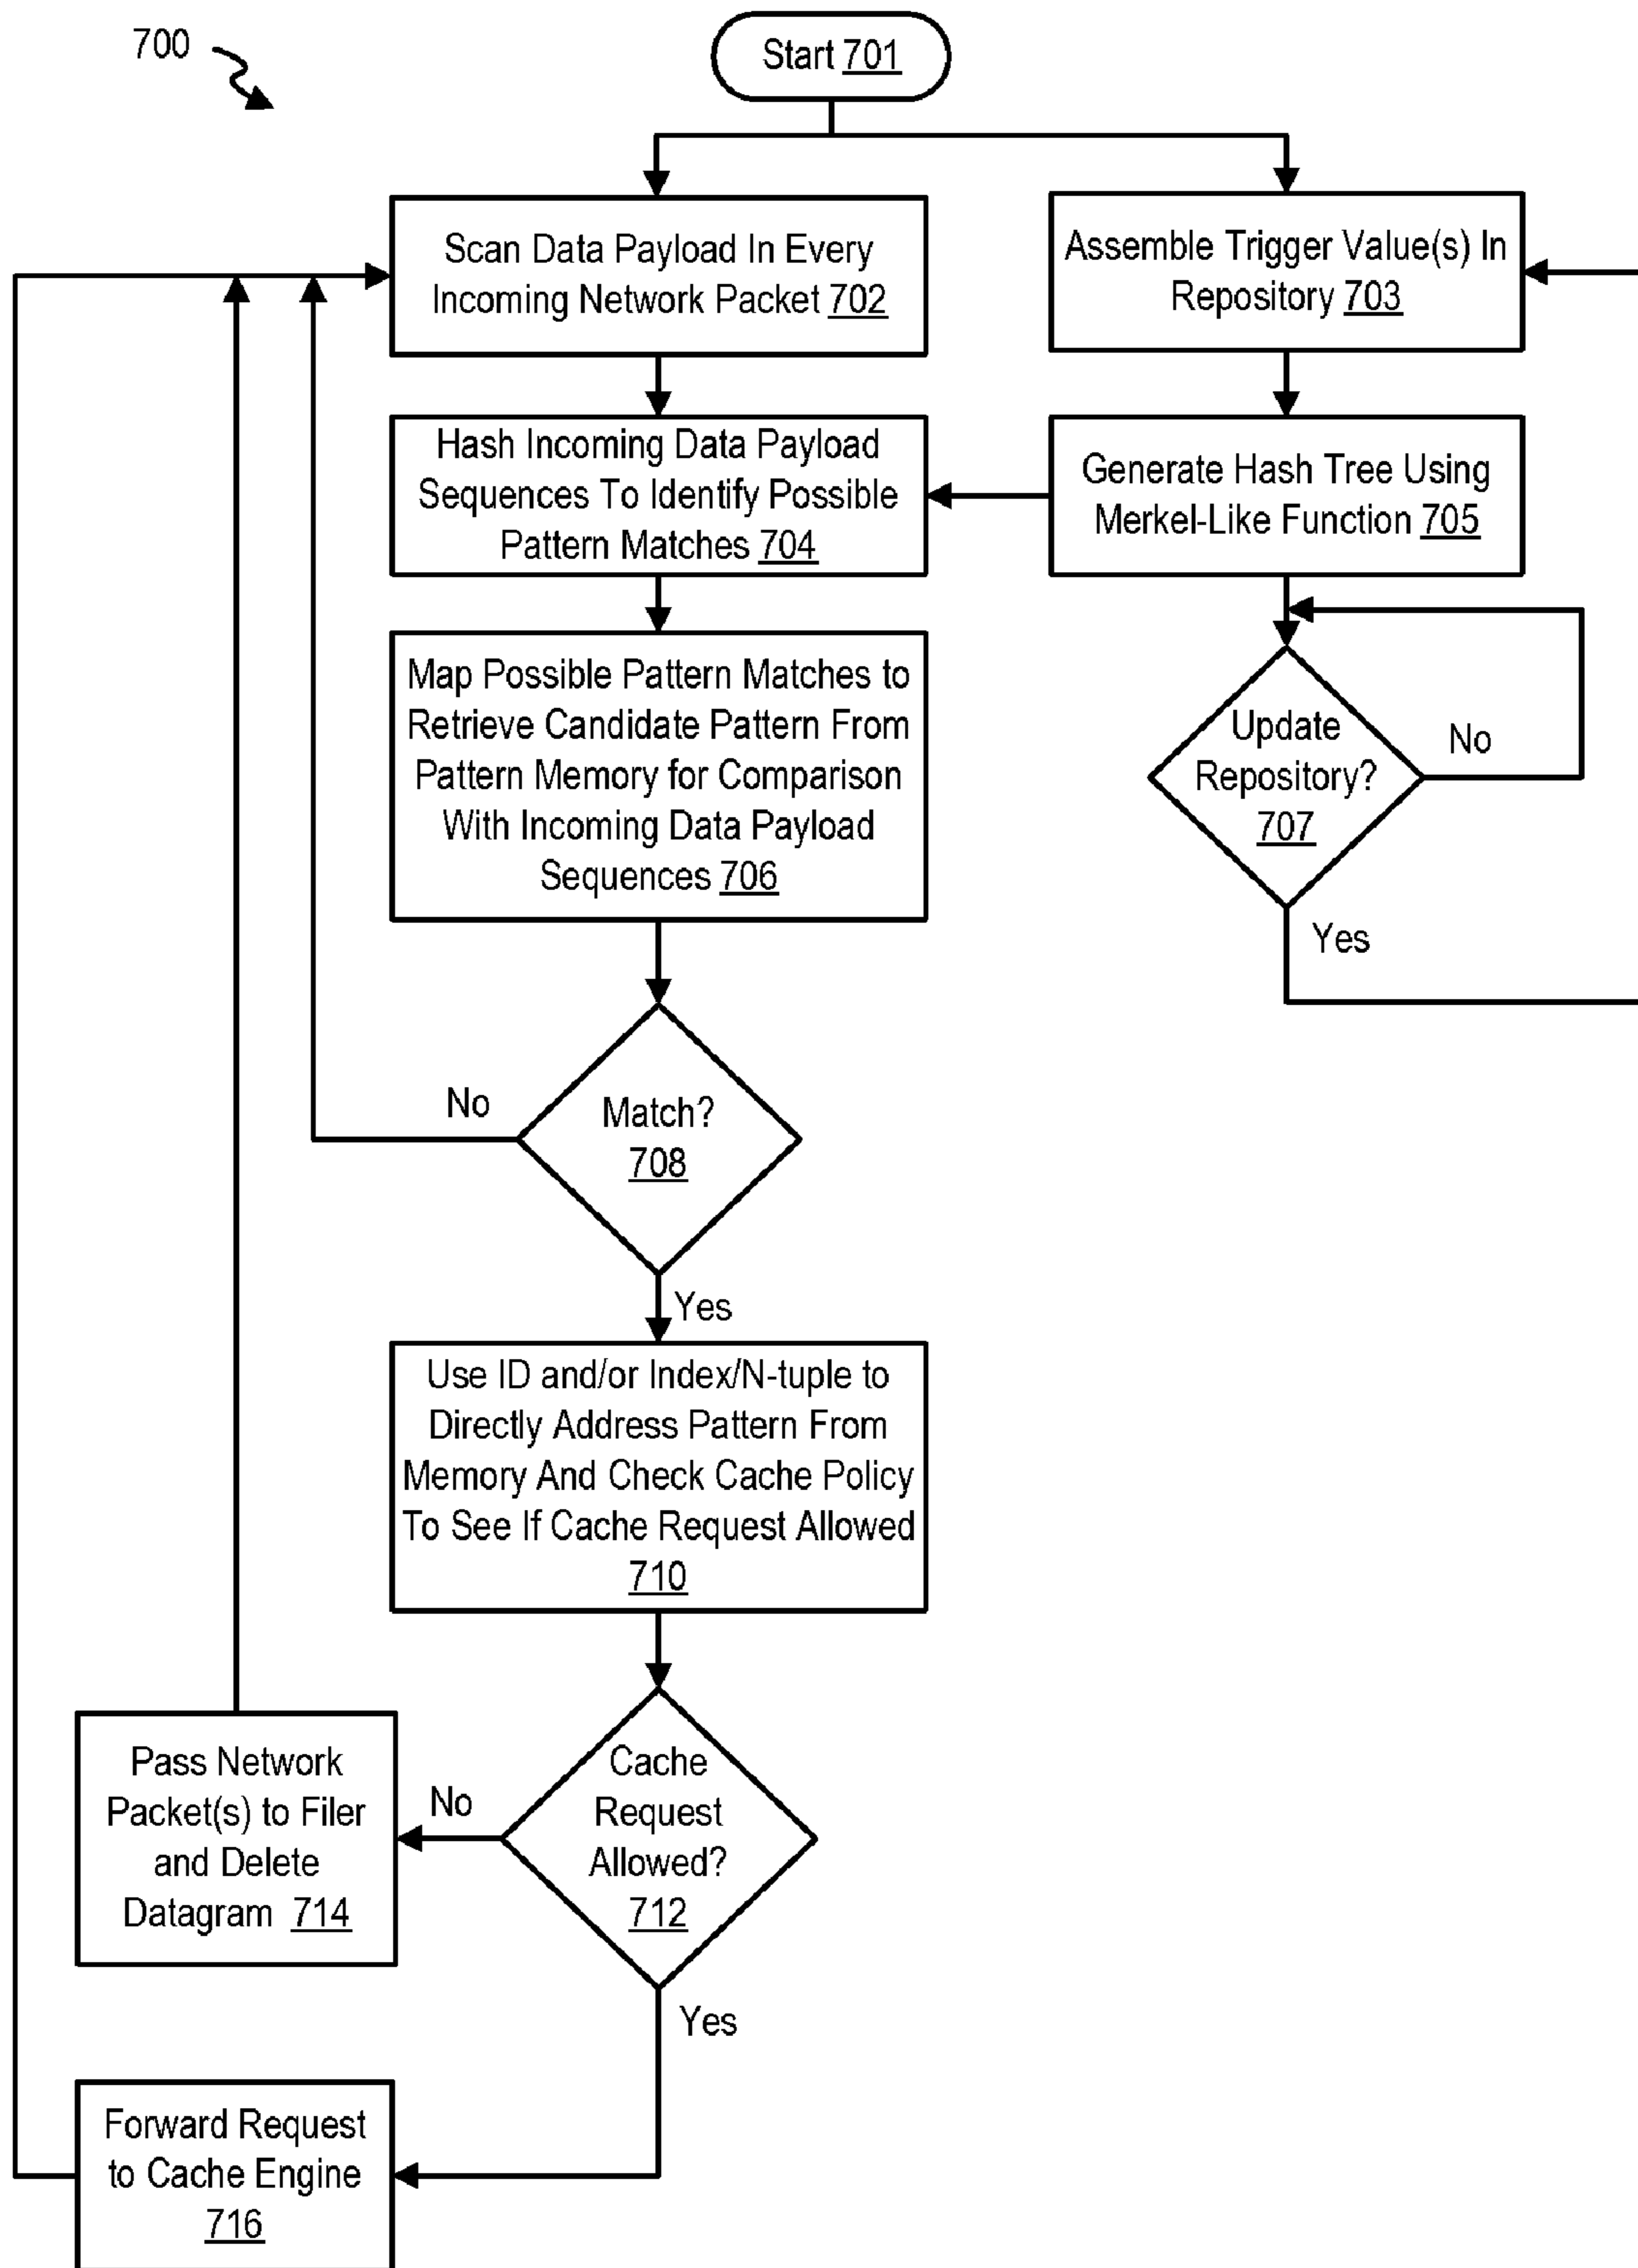 700
Start 701
Scan Data Payload In Every
Incoming Network Packet 702
Assemble Trigger Value(s) In
Repository 703
Hash Incoming Data Payload
Sequences To Identify Possible
Pattern Matches 704
Generate Hash Tree Using
Merkel-Like Function 705
Map Possible Pattern Matches to
Retrieve Candidate Pattern From
Pattern Memory for Comparison
With Incoming Data Payload
Sequences 706
Update
Repository?
707
No
Yes
Match?
708
No
Yes
Use ID and/or Index/N-tuple to
Directly Address Pattern From
Memory And Check Cache Policy
To See If Cache Request Allowed
710
Cache
Request
Allowed?
712
No
Pass Network
Packet(s) to Filer
and Delete
Datagram 714
Yes
Forward Request
to Cache Engine
716